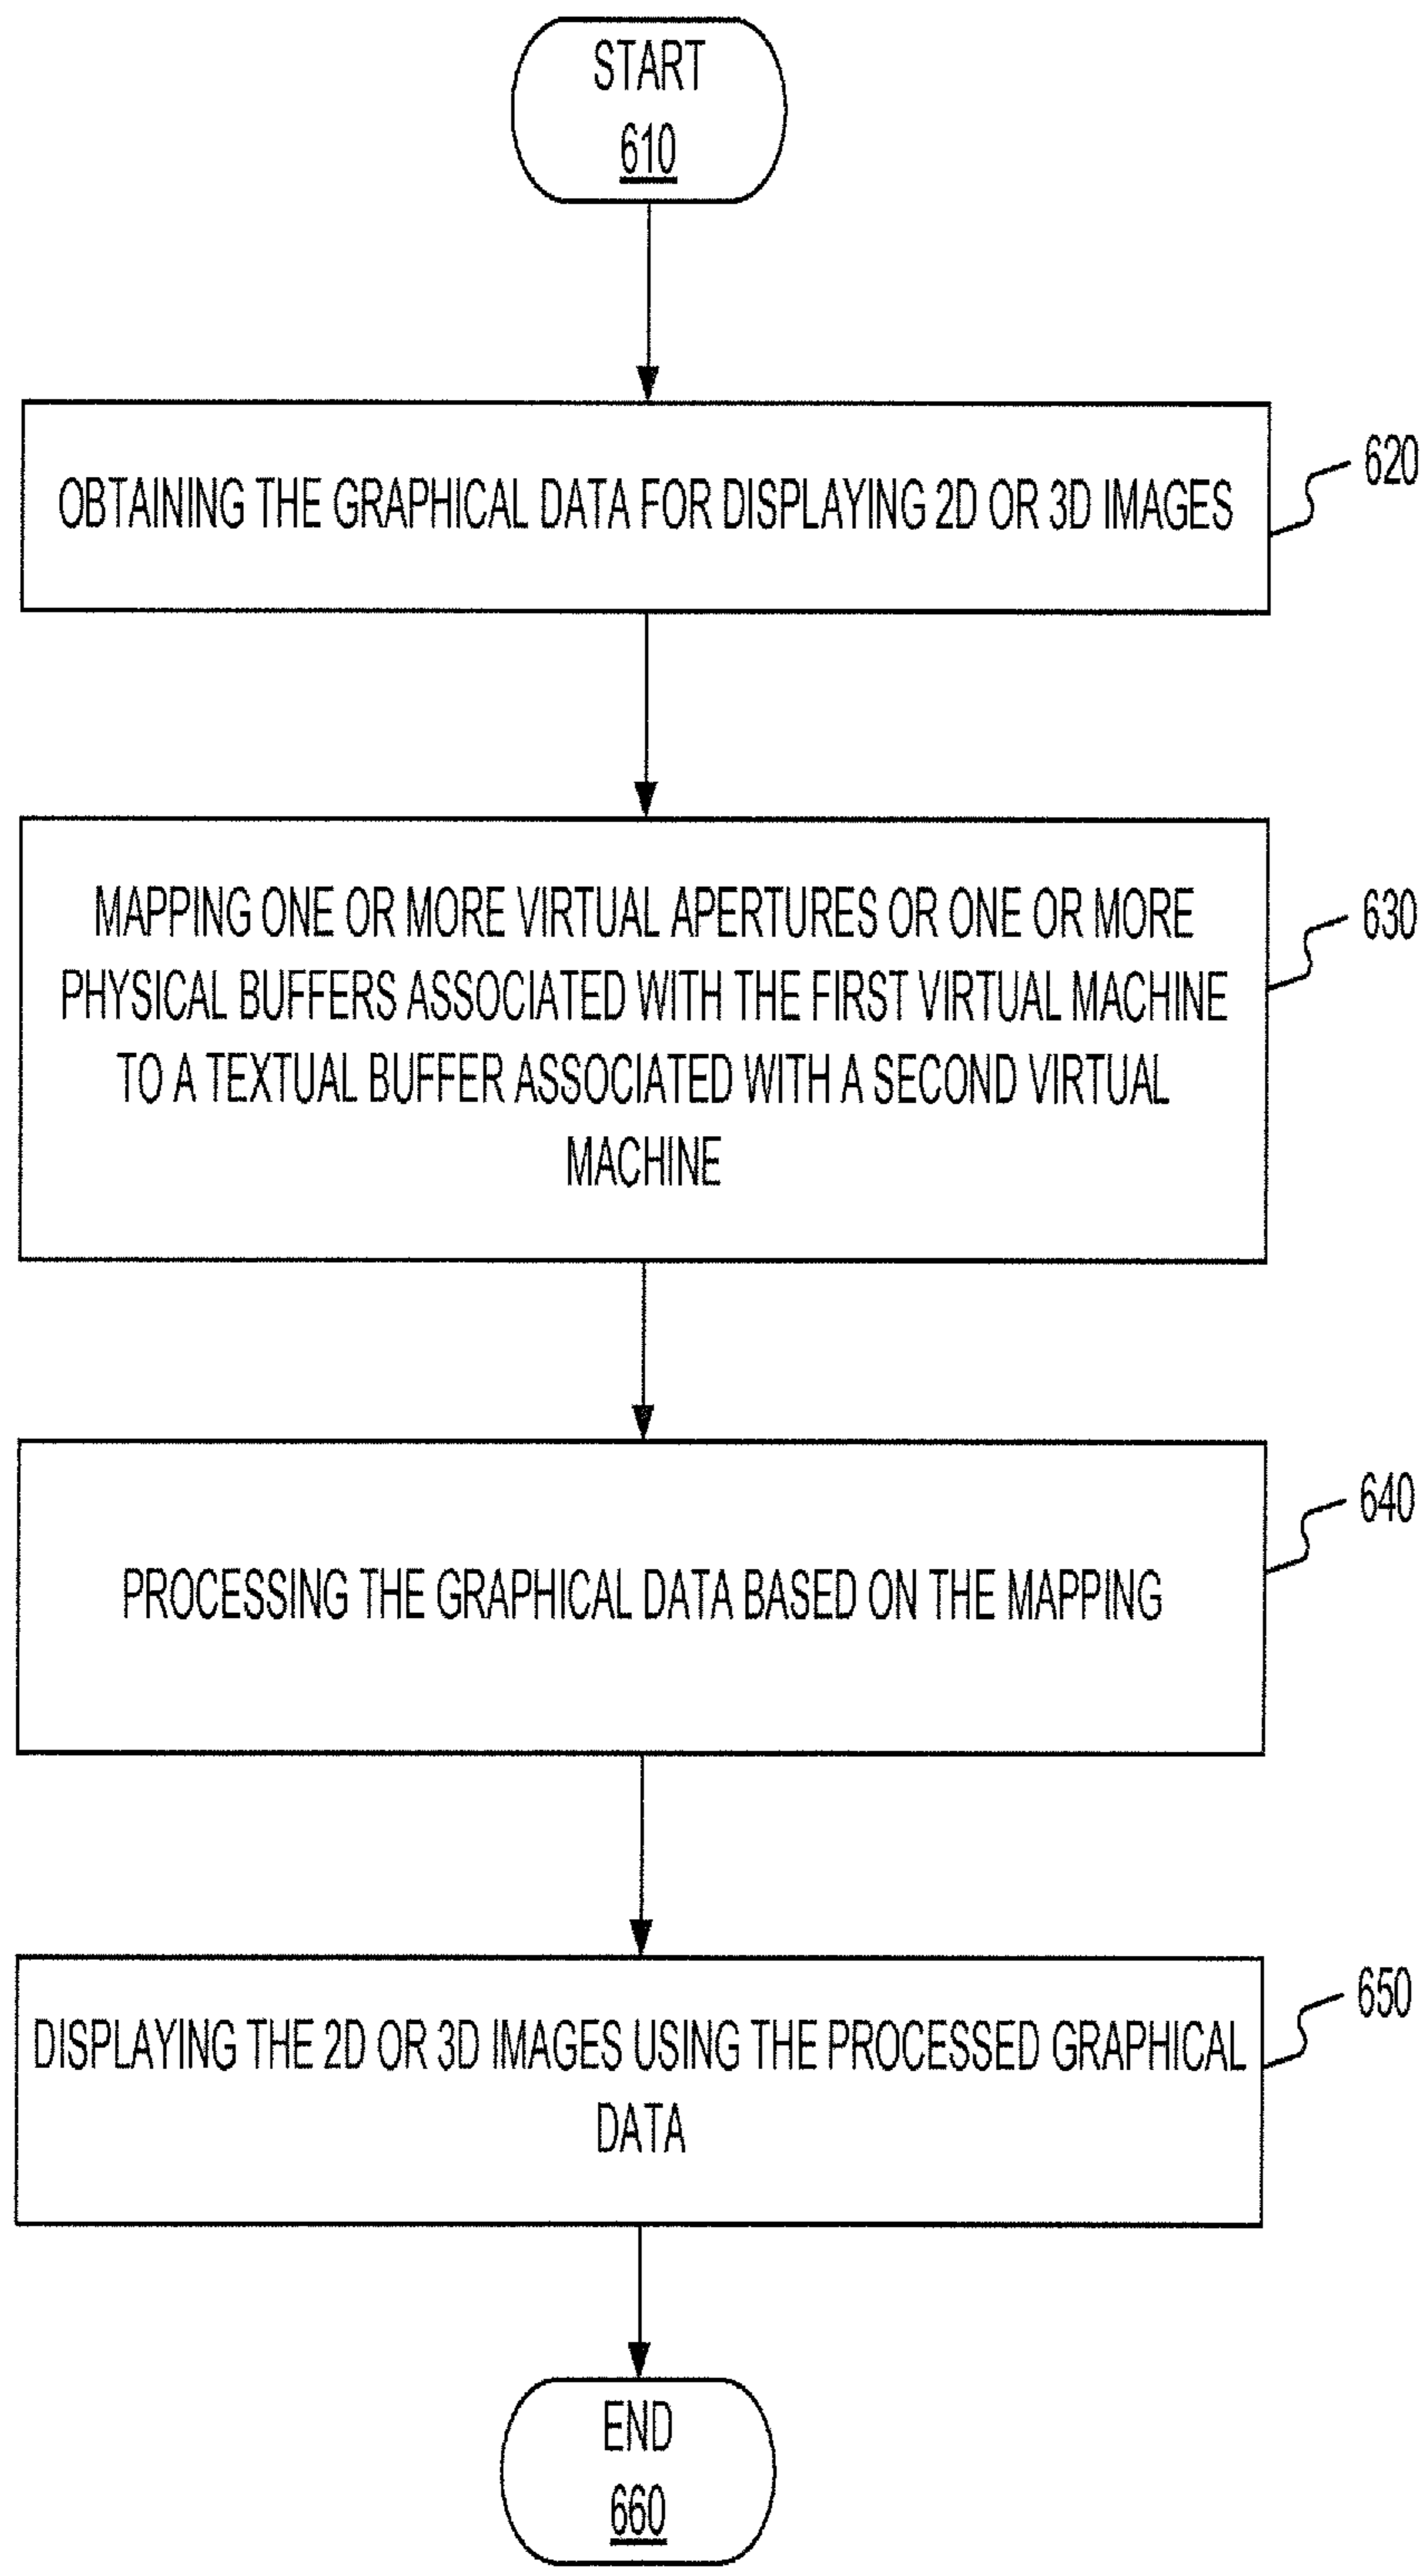 START
610
OBTAINING THE GRAPHICAL DATA FOR DISPLAYING 2D OR 3D IMAGES
620
MAPPING ONE OR MORE VIRTUAL APERTURES OR ONE OR MORE
PHYSICAL BUFFERS ASSOCIATED WITH THE FIRST VIRTUAL MACHINE
TO A TEXTUAL BUFFER ASSOCIATED WITH A SECOND VIRTUAL
MACHINE
630
PROCESSING THE GRAPHICAL DATA BASED ON THE MAPPING
640
DISPLAYING THE 2D OR 3D IMAGES USING THE PROCESSED GRAPHICAL
DATA
650
END
660